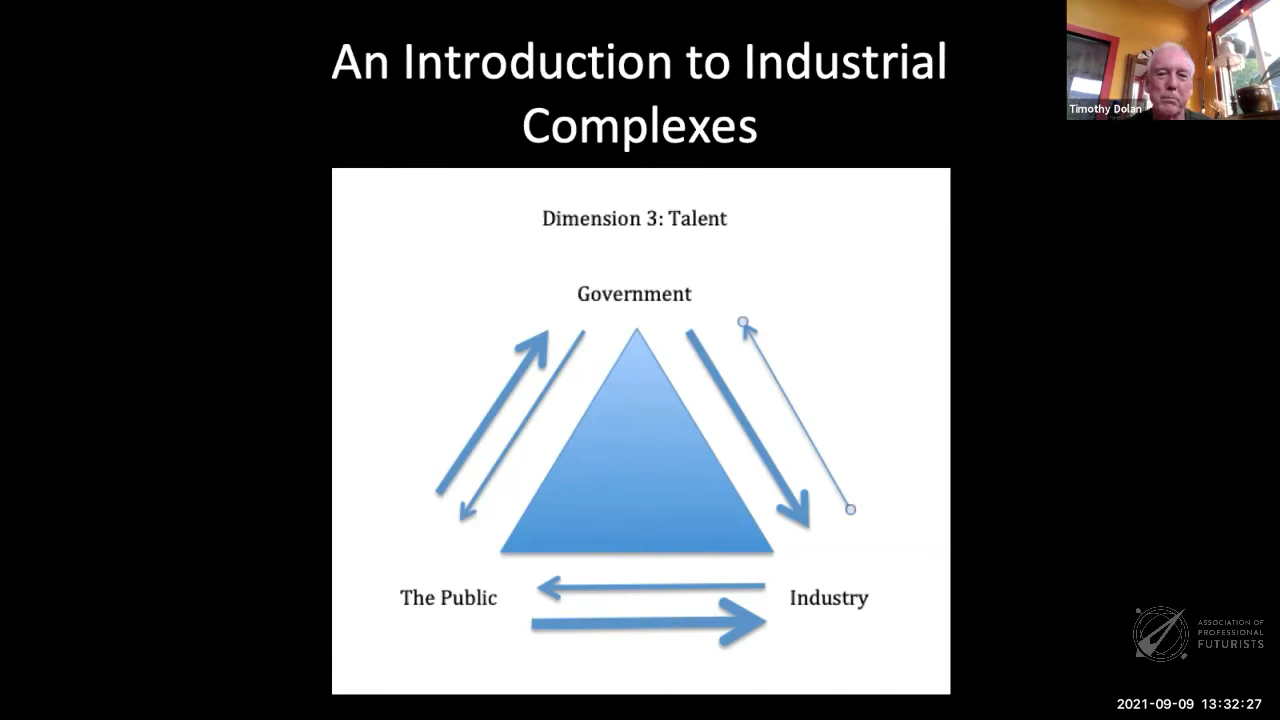 An Introduction to Industrial
Complexes
Timothy Dolan
Dimension 3: Talent
Government
The Public
Industry
ASSOCIATION OF
PROFESSIONAL
FUTURISTS
2021-09-09 13:32:27